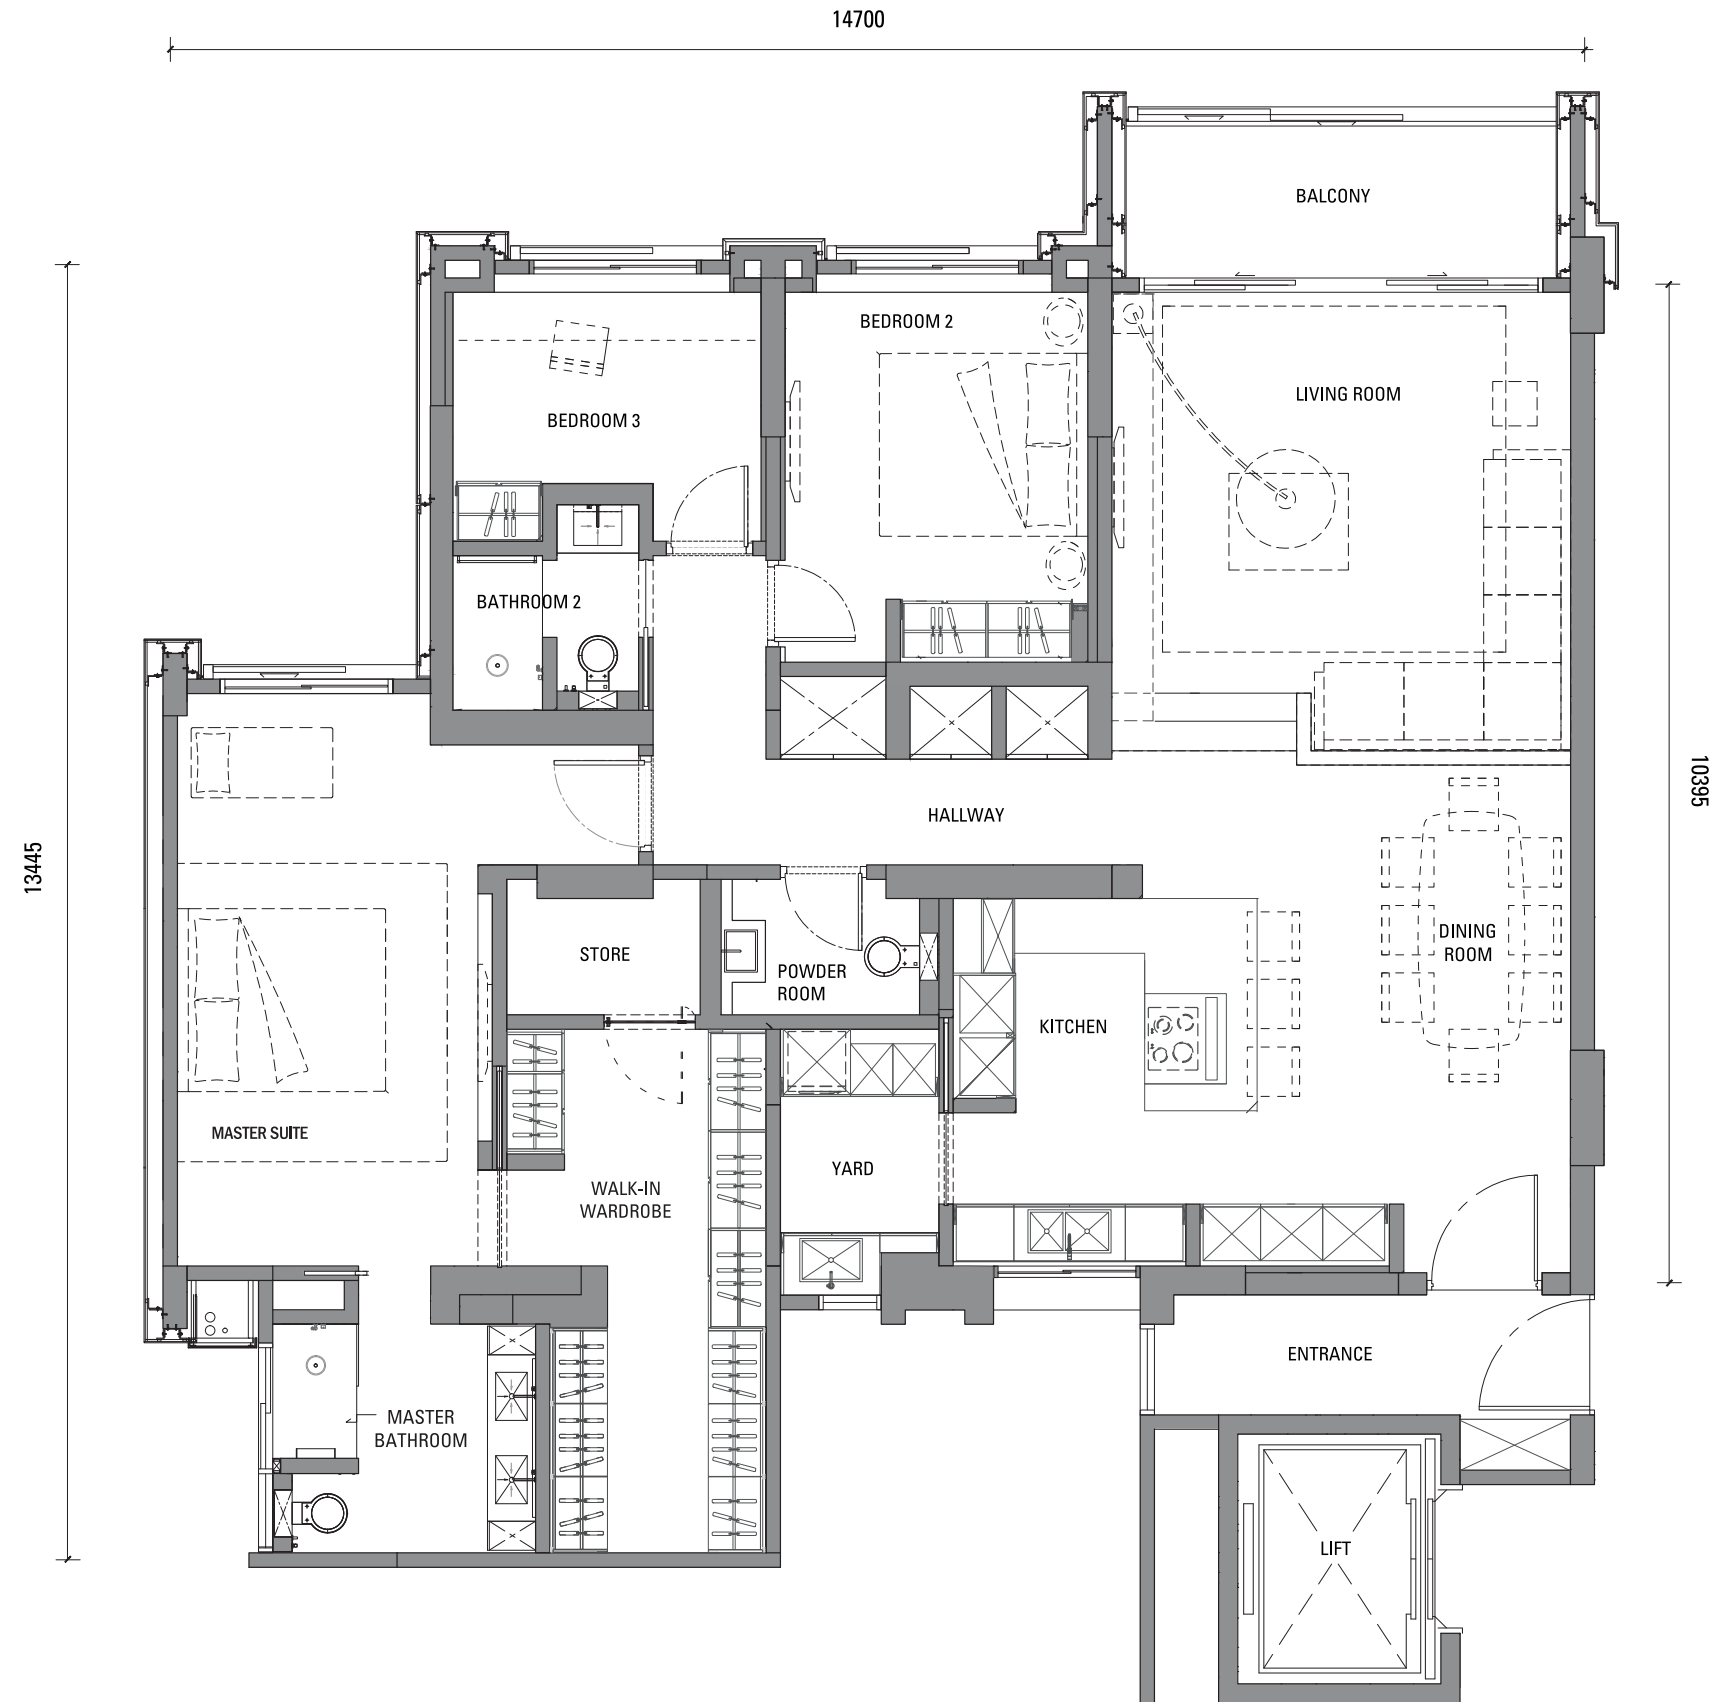 14700
BALCONY
BEDROOM 2
LIVING ROOM
BEDROOM 3
BATHROOM 2
10395
HALLWAY
13445
DINING
ROOM
STORE
POWDER
ROOM
KITCHEN
MASTER SUITE
YARD
WALK-IN
WARDROBE
ENTRANCE
MASTER
BATHROOM
LIFT